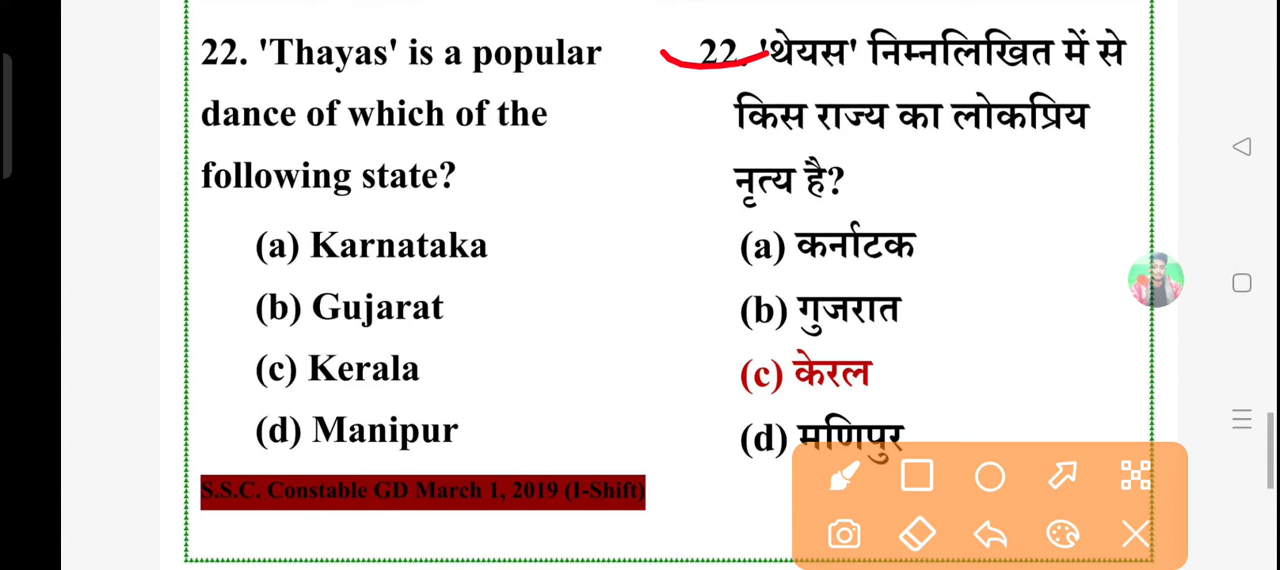 22. 'Thayas' is a popular
dance of which of the
following state?
(a) Karnataka
(b) Gujarat
(c) Kerala
(d) Manipur
S.S.C. Constable GD March 1, 2019 (I-Shift)
22. 'थेयस' निम्नलिखित में से
किस राज्य का लोकप्रिय
नृत्य है?
(a) कर्नाटक
(b) गुजरात
(c) केरल
(d) मणिपुर